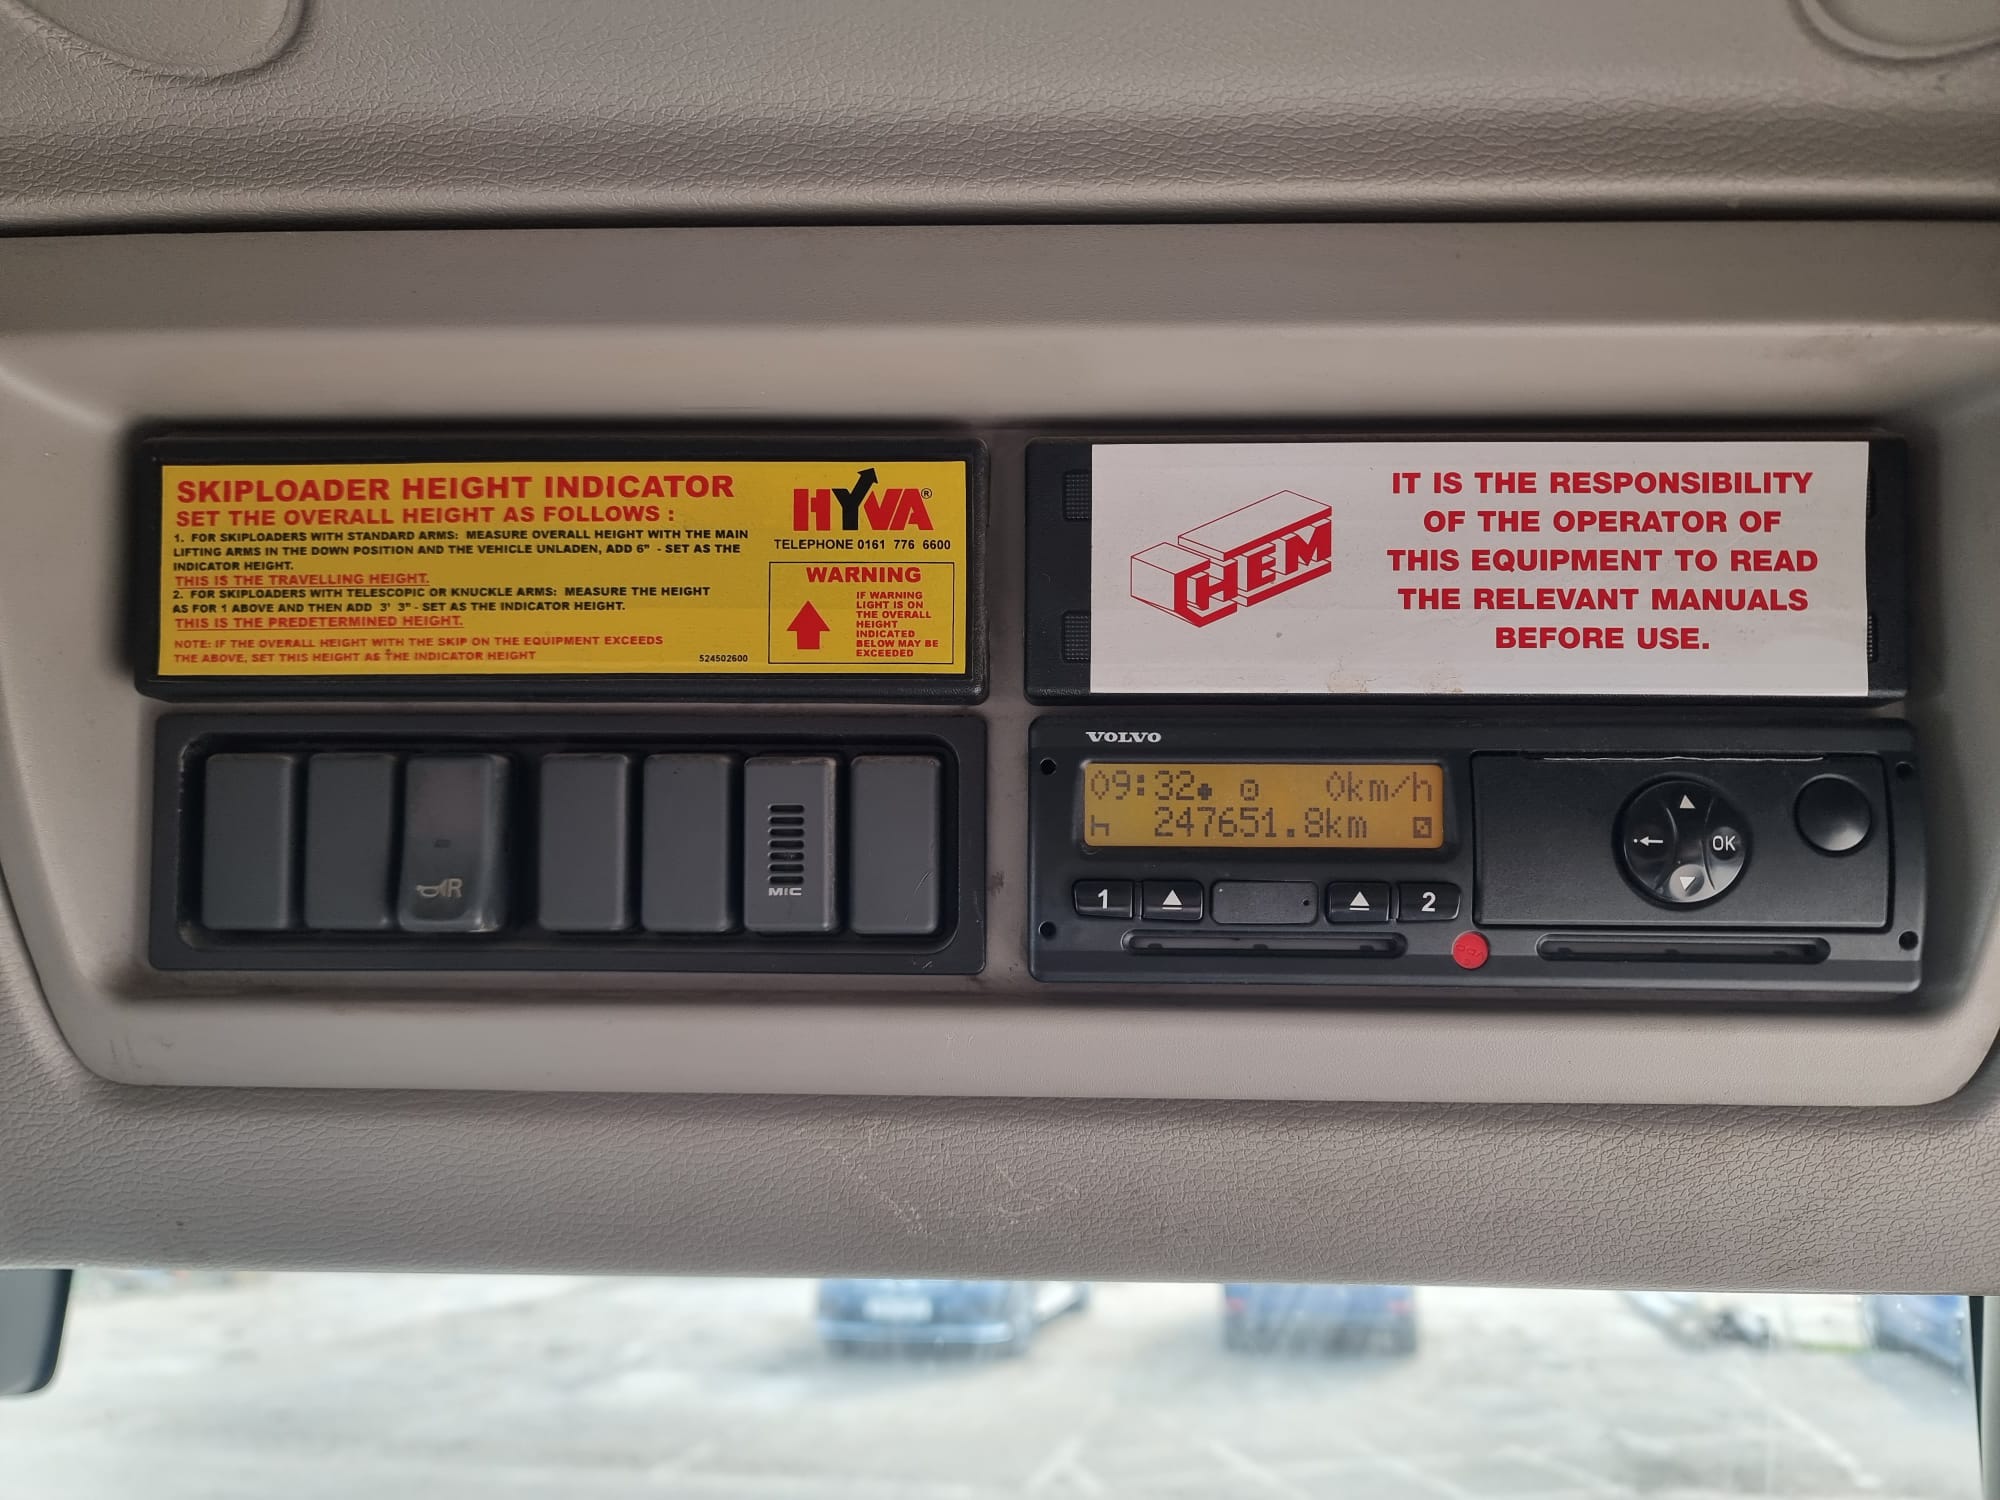 SKIPLOADER HEIGHT INDICATOR
SET THE OVERALL HEIGHT AS FOLLOWS :
1. FOR SKIPLOADERS WITH STANDARD ARMS: MEASURE OVERALL HEIGHT WITH THE MAIN
LIFTING ARMS IN THE DOWN POSITION AND THE VEHICLE UNLADEN, ADD 6" - SET AS THE
INDICATOR HEIGHT.
THIS IS THE TRAVELLING HEIGHT.
2. FOR SKIPLOADERS WITH TELESCOPIC OR KNUCKLE ARMS: MEASURE THE HEIGHT
AS FOR 1 ABOVE AND THEN ADD 3' 3" - SET AS THE INDICATOR HEIGHT.
THIS IS THE PREDETERMINED HEIGHT.
NOTE: IF THE OVERALL HEIGHT WITH THE SKIP ON THE EQUIPMENT EXCEEDS
THE ABOVE, SET THIS HEIGHT AS THE INDICATOR HEIGHT
524502600
HYVA®
TELEPHONE 0161 776 6600
WARNING
IF WARNING
LIGHT IS ON
THE OVERALL
HEIGHT
INDICATED
BELOW MAY BE
EXCEEDED
CHEM
IT IS THE RESPONSIBILITY
OF THE OPERATOR OF
THIS EQUIPMENT TO READ
THE RELEVANT MANUALS
BEFORE USE.
R
MIC
VOLVO
09:32 0km/h
247651.8km
1 2
OK